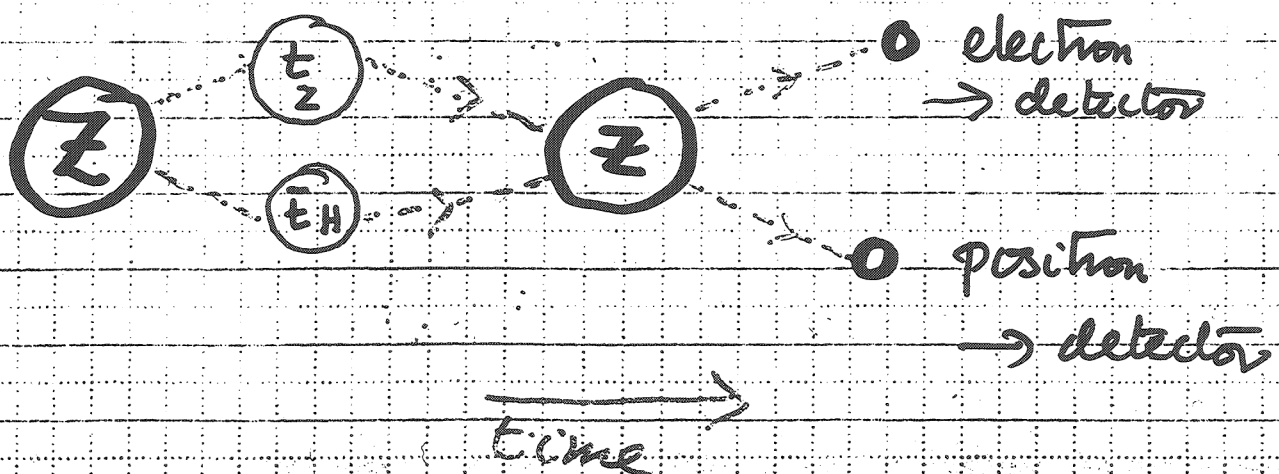 Z
t
z
t̄ H
Z
electron
→ detector
positron
→ detector
time